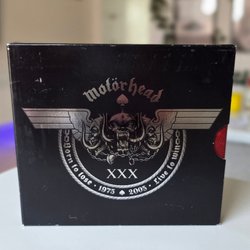 Motörhead
XXX
Born to lose • 1975 ♠ 2005 • Live to Win